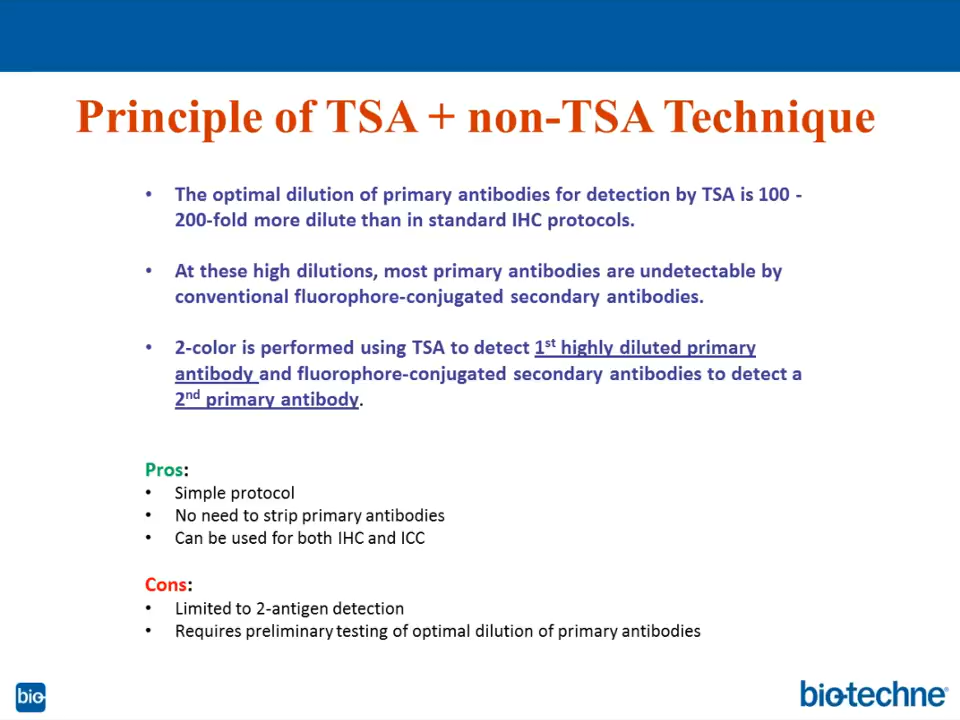 Principle of TSA + non-TSA Technique
• The optimal dilution of primary antibodies for detection by TSA is 100 -
200-fold more dilute than in standard IHC protocols.
• At these high dilutions, most primary antibodies are undetectable by
conventional fluorophore-conjugated secondary antibodies.
• 2-color is performed using TSA to detect 1st highly diluted primary
antibody and fluorophore-conjugated secondary antibodies to detect a
2nd primary antibody.
Pros:
• Simple protocol
• No need to strip primary antibodies
• Can be used for both IHC and ICC
Cons:
• Limited to 2-antigen detection
• Requires preliminary testing of optimal dilution of primary antibodies
bio
bio-techne®